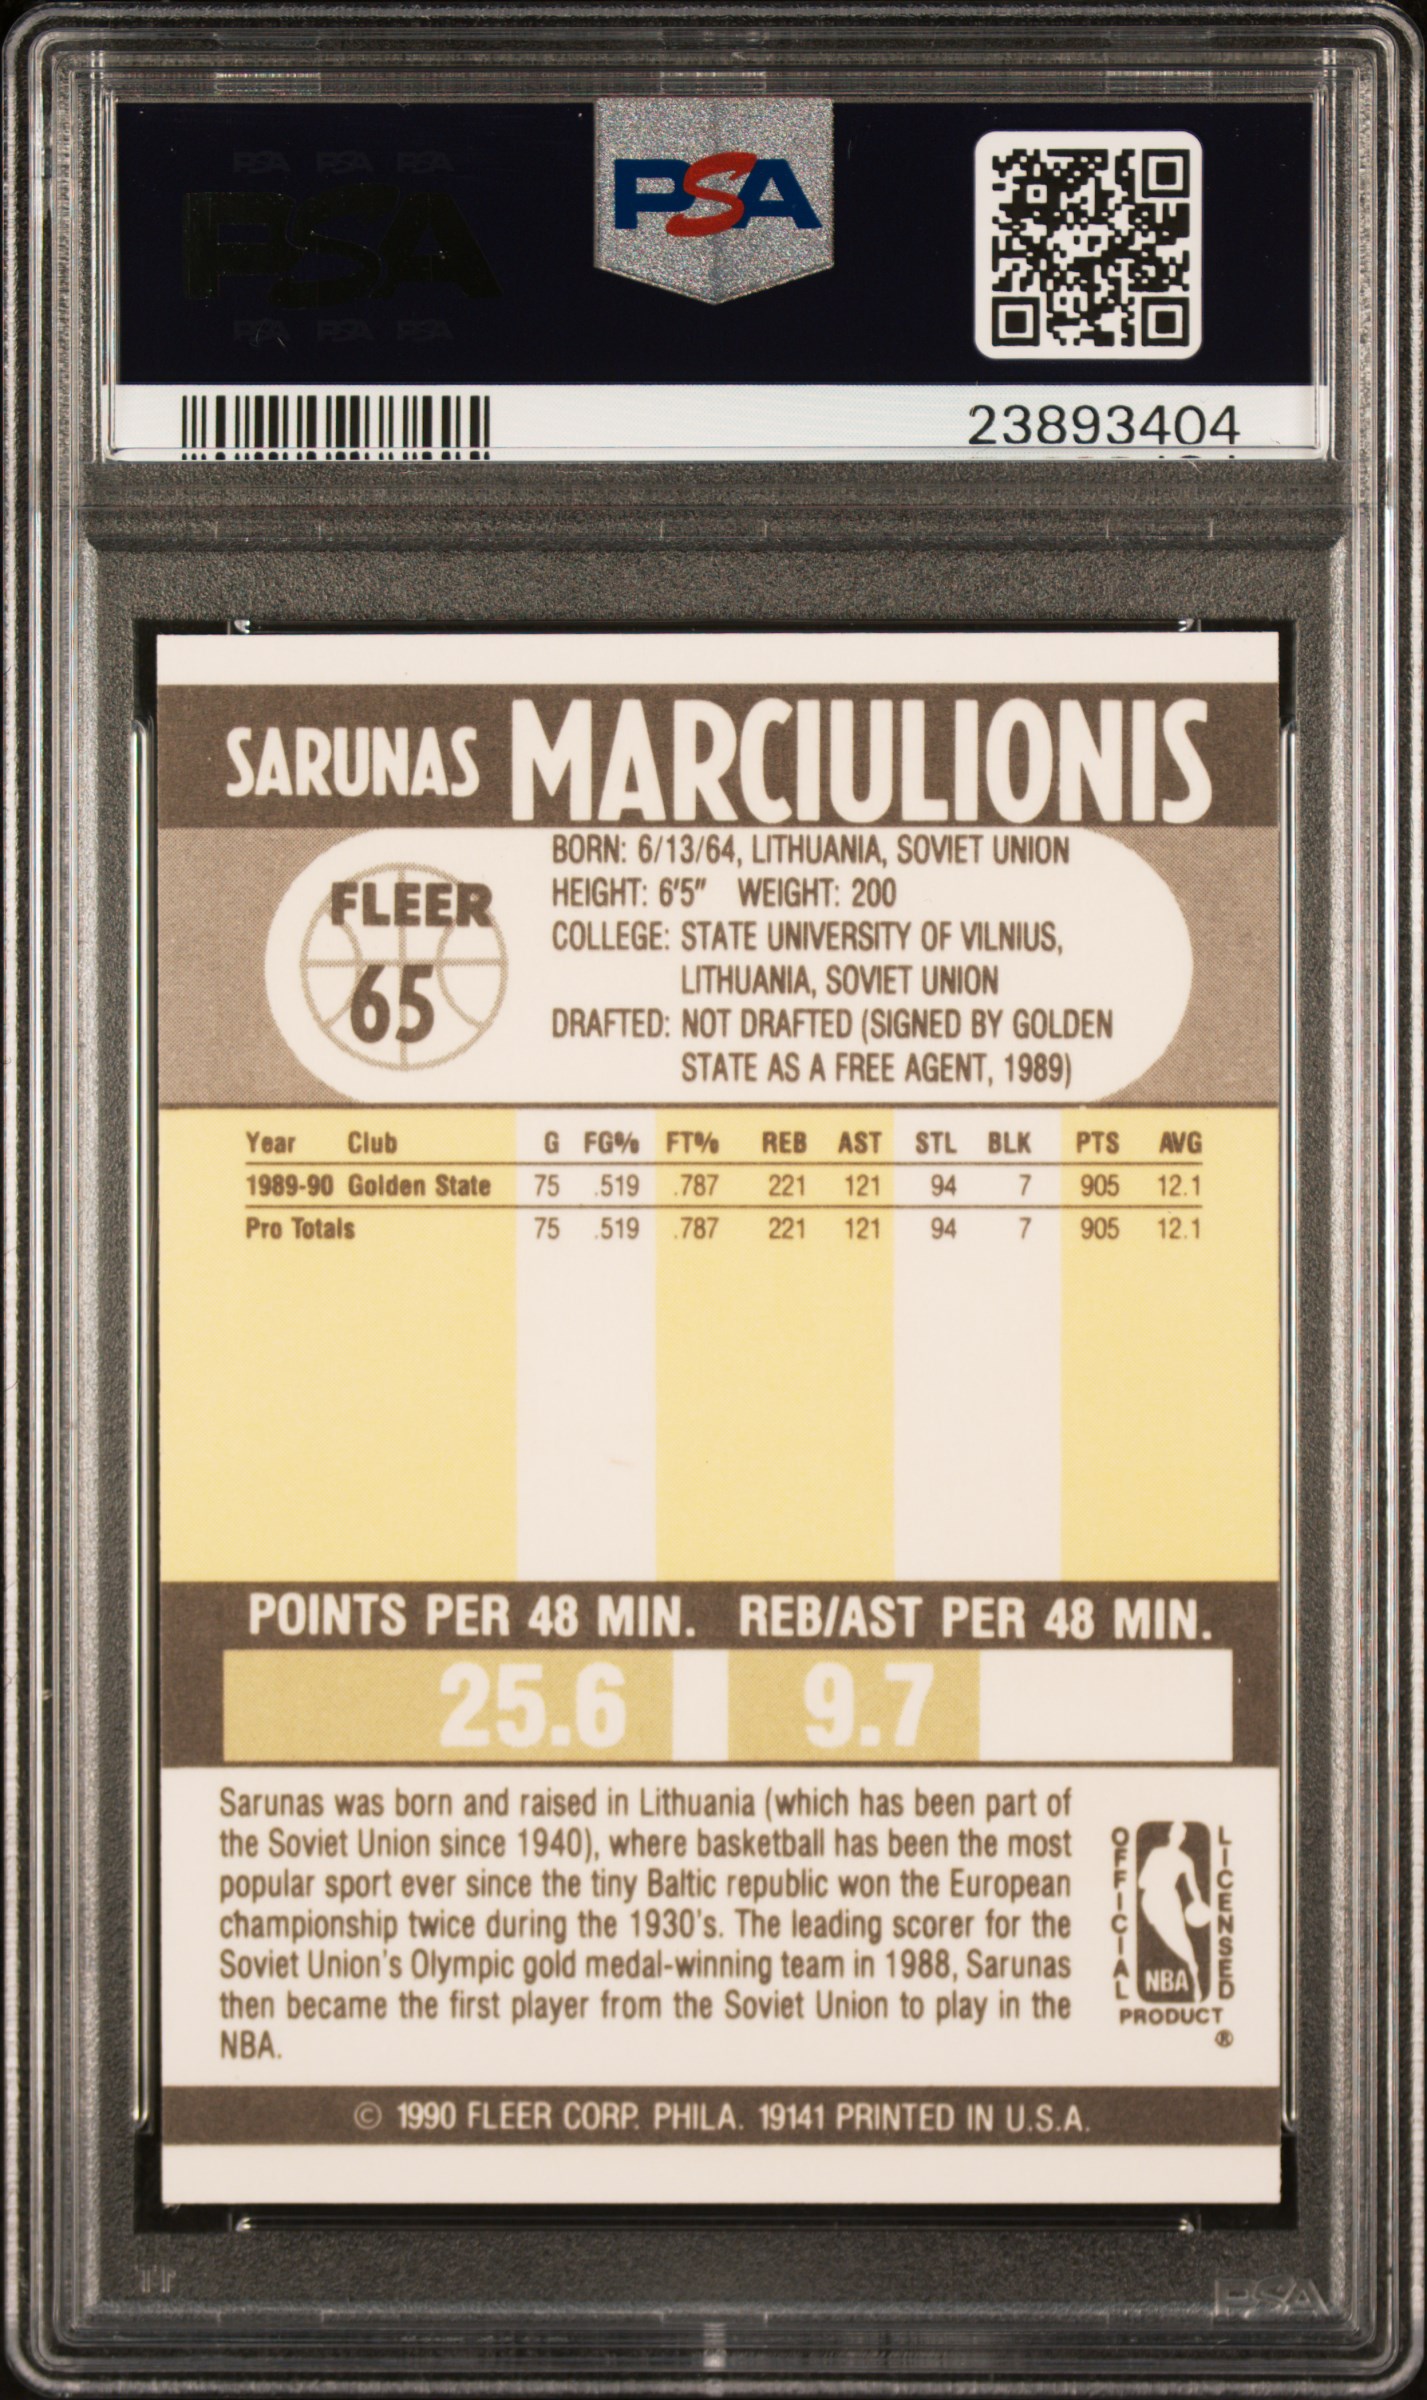 PSA PSA PSA
PSA
PSA PSA PSA
PSA
23893404
SARUNAS MARCIULIONIS
FLEER
65
BORN: 6/13/64, LITHUANIA, SOVIET UNION
HEIGHT: 6'5" WEIGHT: 200
COLLEGE: STATE UNIVERSITY OF VILNIUS,
LITHUANIA, SOVIET UNION
DRAFTED: NOT DRAFTED (SIGNED BY GOLDEN
STATE AS A FREE AGENT, 1989)
Year Club G FG% FT% REB AST STL BLK PTS AVG
1989-90 Golden State 75 .519 .787 221 121 94 7 905 12.1
Pro Totals 75 .519 .787 221 121 94 7 905 12.1
POINTS PER 48 MIN. REB/AST PER 48 MIN.
25.6 9.7
Sarunas was born and raised in Lithuania (which has been part of
the Soviet Union since 1940), where basketball has been the most
popular sport ever since the tiny Baltic republic won the European
championship twice during the 1930's. The leading scorer for the
Soviet Union's Olympic gold medal-winning team in 1988, Sarunas
then became the first player from the Soviet Union to play in the
NBA.
OFFICIAL LICENSED
NBA
PRODUCT
®
© 1990 FLEER CORP. PHILA. 19141 PRINTED IN U.S.A.
PSA